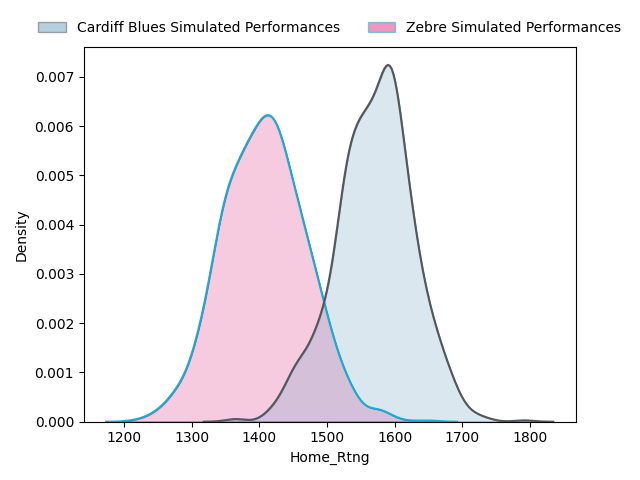 Cardiff Blues Simulated Performances Zebre Simulated Performances
0.007
0.006
0.005
0.004
0.003
0.002
0.001
0.000
Density
1200 1300 1400 1500 1600 1700 1800
Home_Rtng